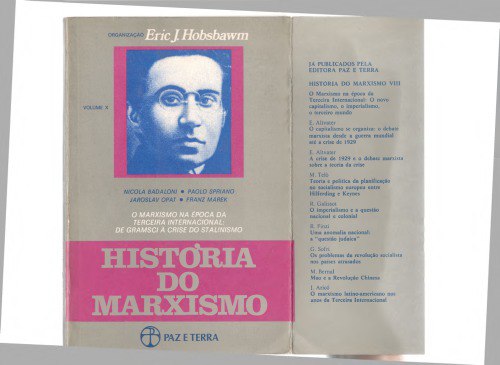 ORGANIZAÇÃO Eric J. Hobsbawm
VOLUME X
NICOLA BADALONI • PAOLO SPRIANO
JAROSLAV OPAT • FRANZ MAREK
O MARXISMO NA ÉPOCA DA
TERCEIRA INTERNACIONAL:
DE GRAMSCI À CRISE DO STALINISMO
HISTÓRIA
DO
MARXISMO
PAZ E TERRA
JÁ PUBLICADOS PELA
EDITORA PAZ E TERRA
HISTÓRIA DO MARXISMO VIII
O Marxismo na época da
Terceira Internacional: O novo
capitalismo, o imperialismo,
o terceiro mundo
E. Altvater
O capitalismo se organiza: o debate
marxista desde a guerra mundial
até a crise de 1929
E. Altvater
A crise de 1929 e o debate marxista
sobre a teoria da crise
M. Telò
Teoria e política da planificação
no socialismo europeu entre
Hilferding e Keynes
R. Gallissot
O imperialismo e a questão
nacional e colonial
R. Finzi
Uma anomalia nacional:
a "questão judaica"
G. Sofri
Os problemas da revolução socialista
nos países atrasados
M. Bernal
Mao e a Revolução Chinesa
J. Aricó
O marxismo latino-americano nos
anos da Terceira Internacional